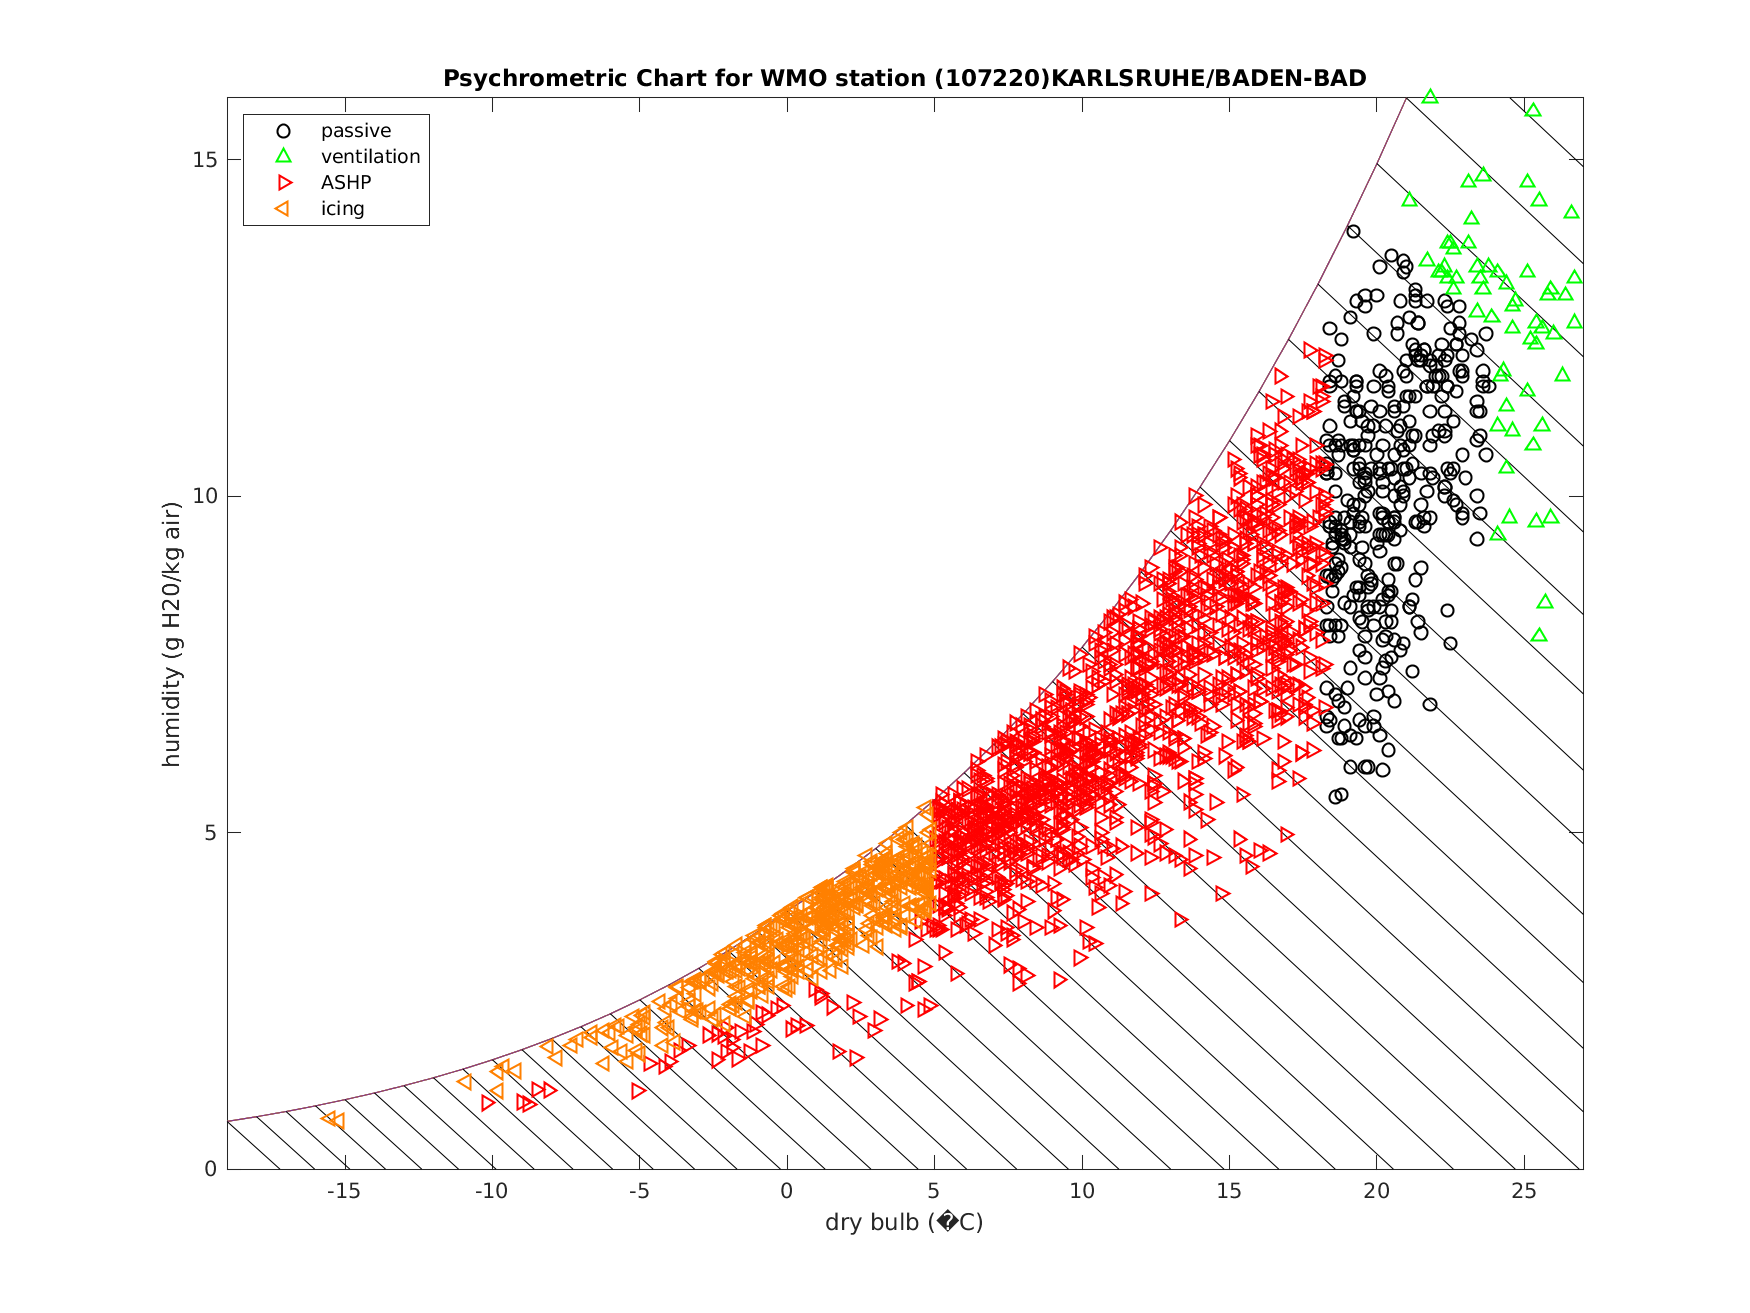 Psychrometric Chart for WMO station (107220)KARLSRUHE/BADEN-BAD
passive
ventilation
ASHP
icing
humidity (g H20/kg air)
15
10
5
0
-15 -10 -5 0 5 10 15 20 25
dry bulb (�C)